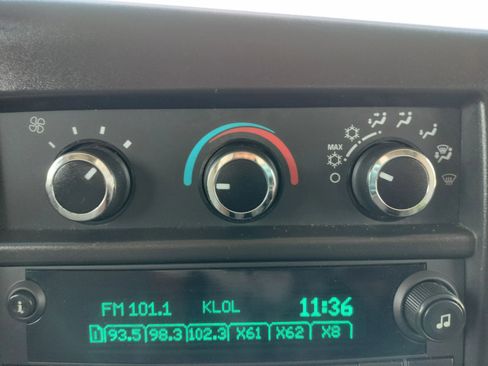 MAX
FM 101.1 KLOL 11:36
1 93.5 98.3 102.3 X61 X62 X8
i